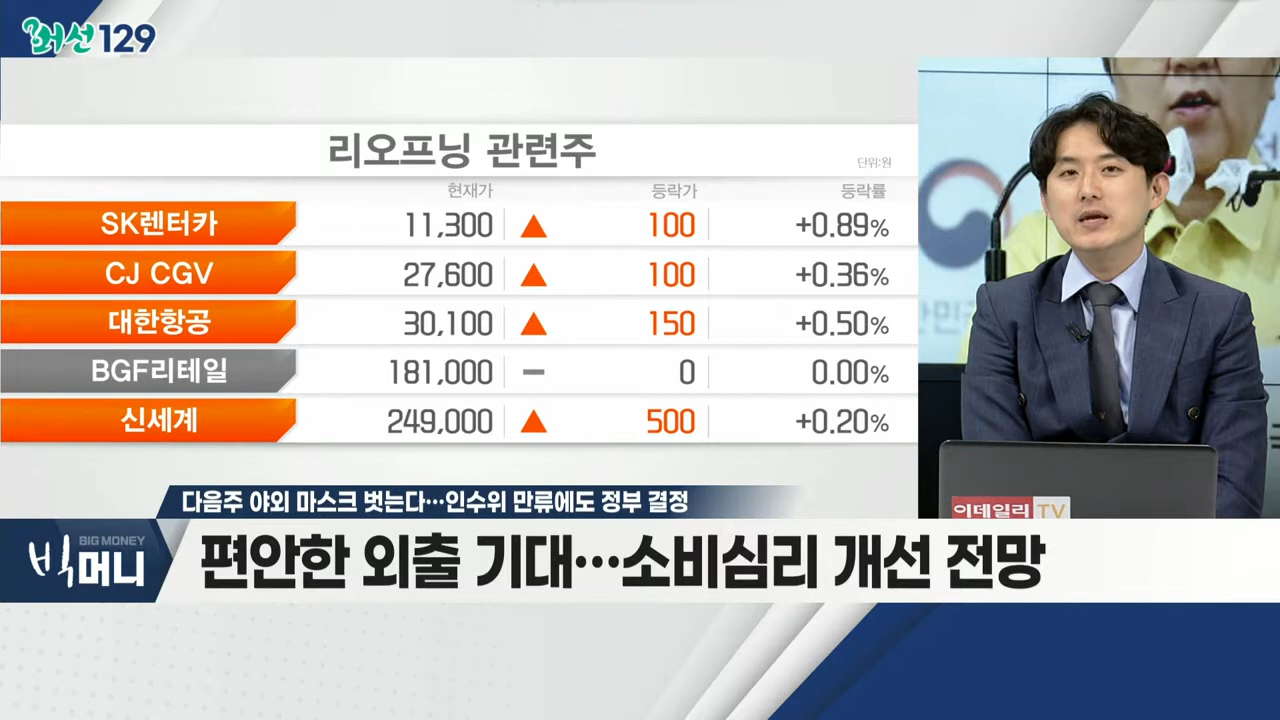 머선129
리오프닝 관련주
단위:원
현재가 등락가 등락률
SK렌터카 11,300 ▲ 100 +0.89%
CJ CGV 27,600 ▲ 100 +0.36%
대한항공 30,100 ▲ 150 +0.50%
BGF리테일 181,000 － 0 0.00%
신세계 249,000 ▲ 500 +0.20%
이데일리TV
다음주 야외 마스크 벗는다…인수위 만류에도 정부 결정
BIG MONEY
빅머니
편안한 외출 기대…소비심리 개선 전망